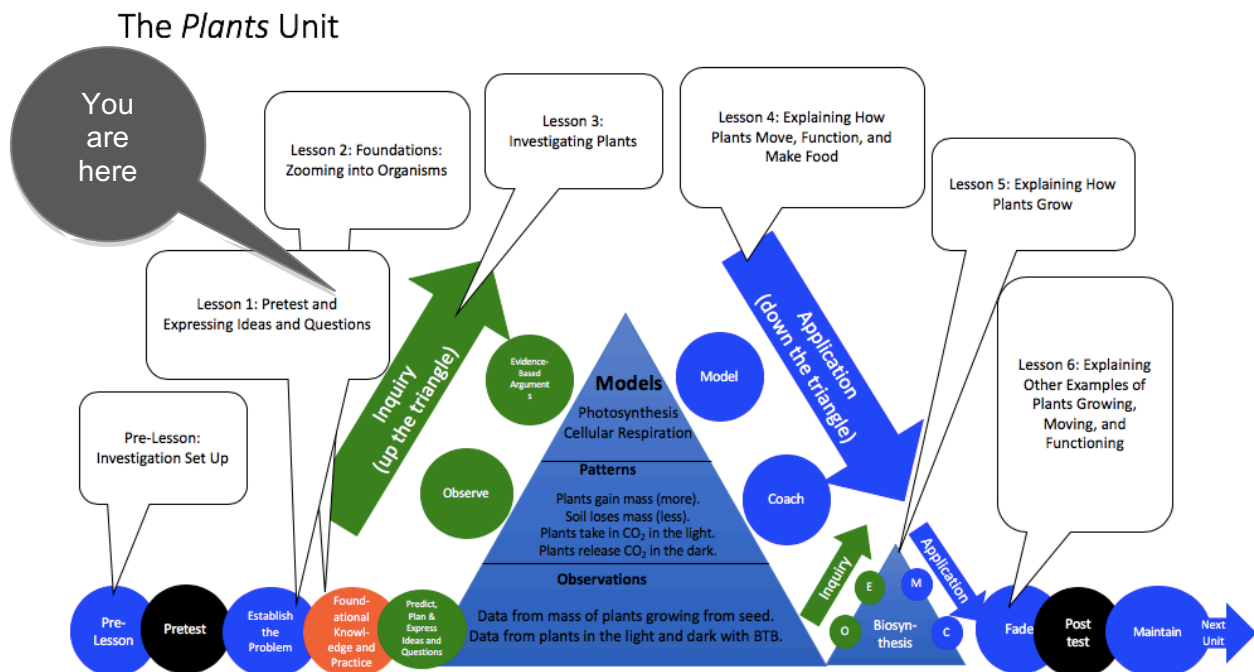 The Plants Unit
You
are
here
Lesson 2: Foundations:
Zooming into Organisms
Lesson 3:
Investigating Plants
Lesson 4: Explaining How
Plants Move, Function, and
Make Food
Lesson 5: Explaining How
Plants Grow
Lesson 1: Pretest and
Expressing Ideas and Questions
Pre-Lesson:
Investigation Set Up
Lesson 6: Explaining
Other Examples of
Plants Growing,
Moving, and
Functioning
Inquiry
(up the triangle)
Application
(down the triangle)
Evidence-
Based
Argument
s
Observe
Model
Coach
Models
Photosynthesis
Cellular Respiration
Patterns
Plants gain mass (more).
Soil loses mass (less).
Plants take in CO₂ in the light.
Plants release CO₂ in the dark.
Observations
Data from mass of plants growing from seed.
Data from plants in the light and dark with BTB.
Pre-
Lesson
Pretest
Establish
the
Problem
Found-
ational
Knowl-
edge and
Practice
Predict,
Plan &
Express
Ideas and
Questions
Inquiry
Application
E
M
O
C
Biosyn-
thesis
Fade
Post
test
Maintain
Next
Unit